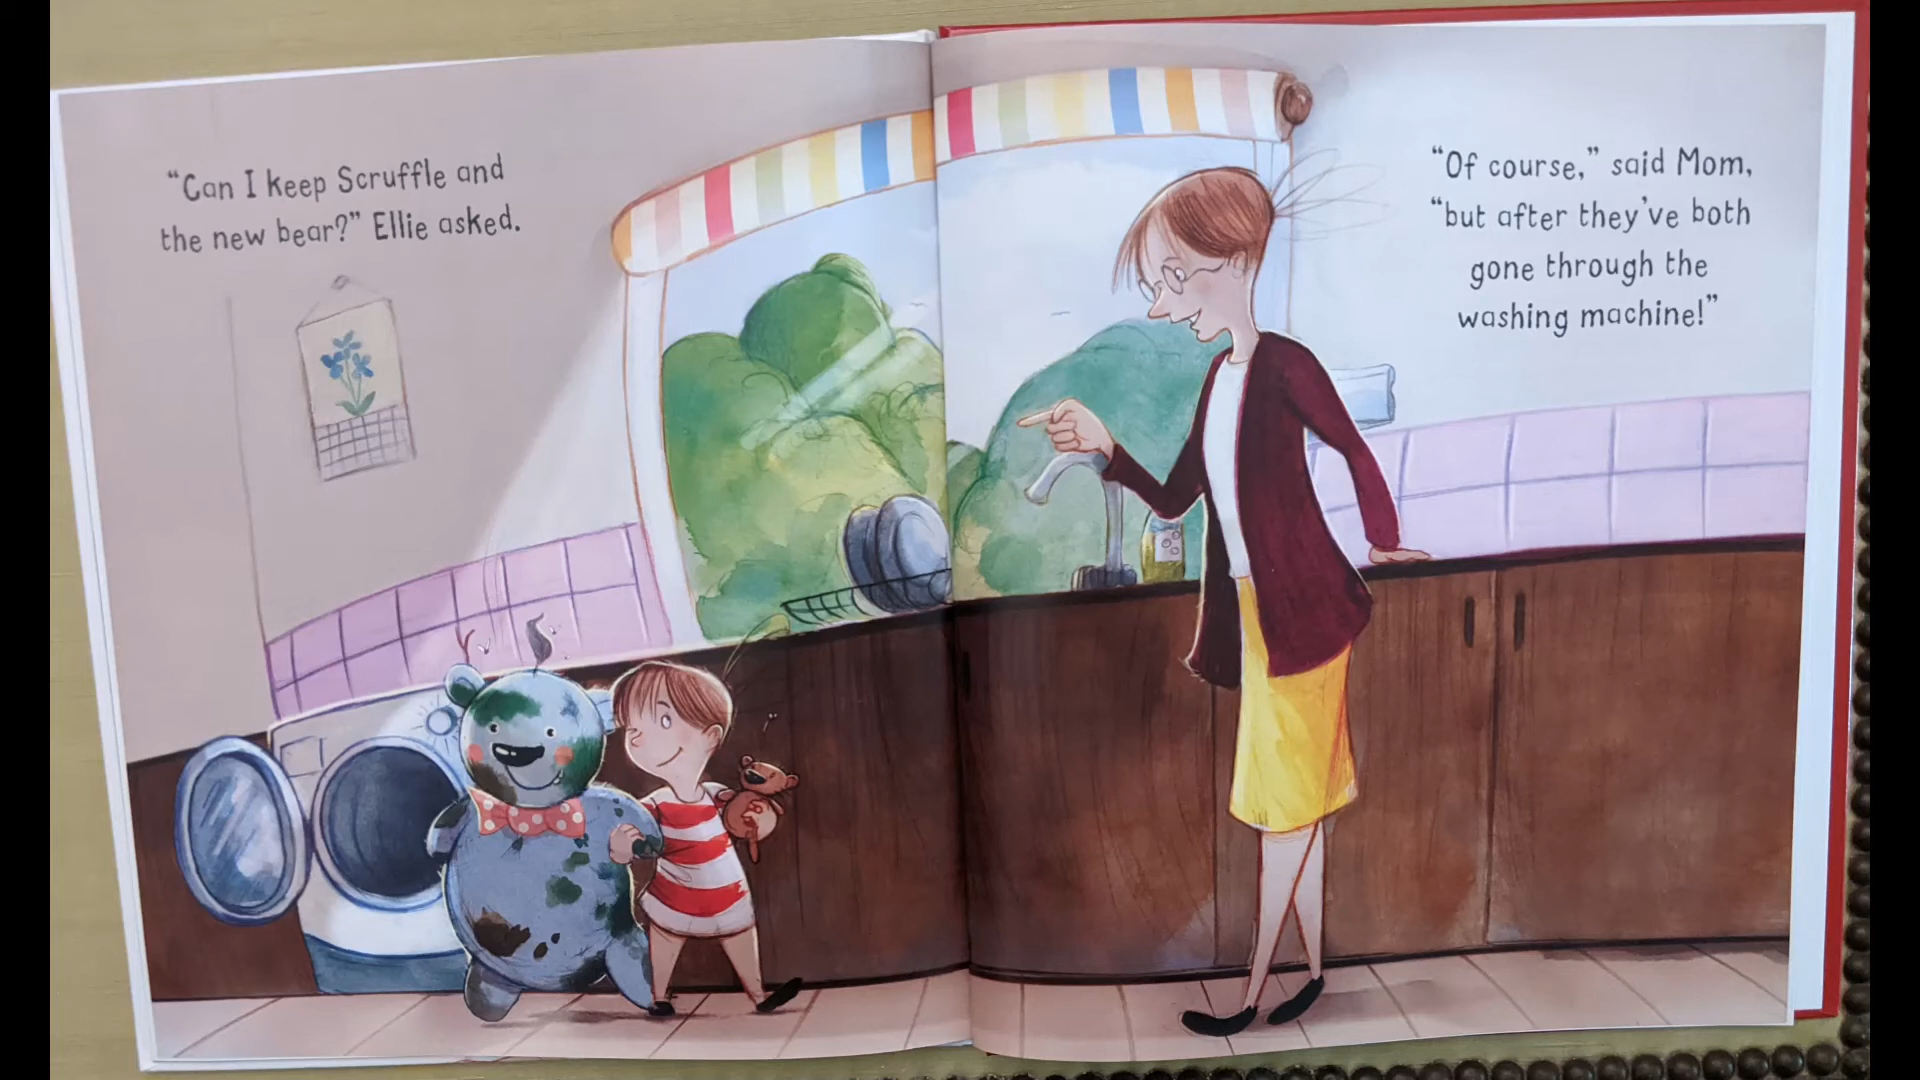 “Can I keep Scruffle and
the new bear?” Ellie asked.
“Of course,” said Mom,
“but after they’ve both
gone through the
washing machine!”